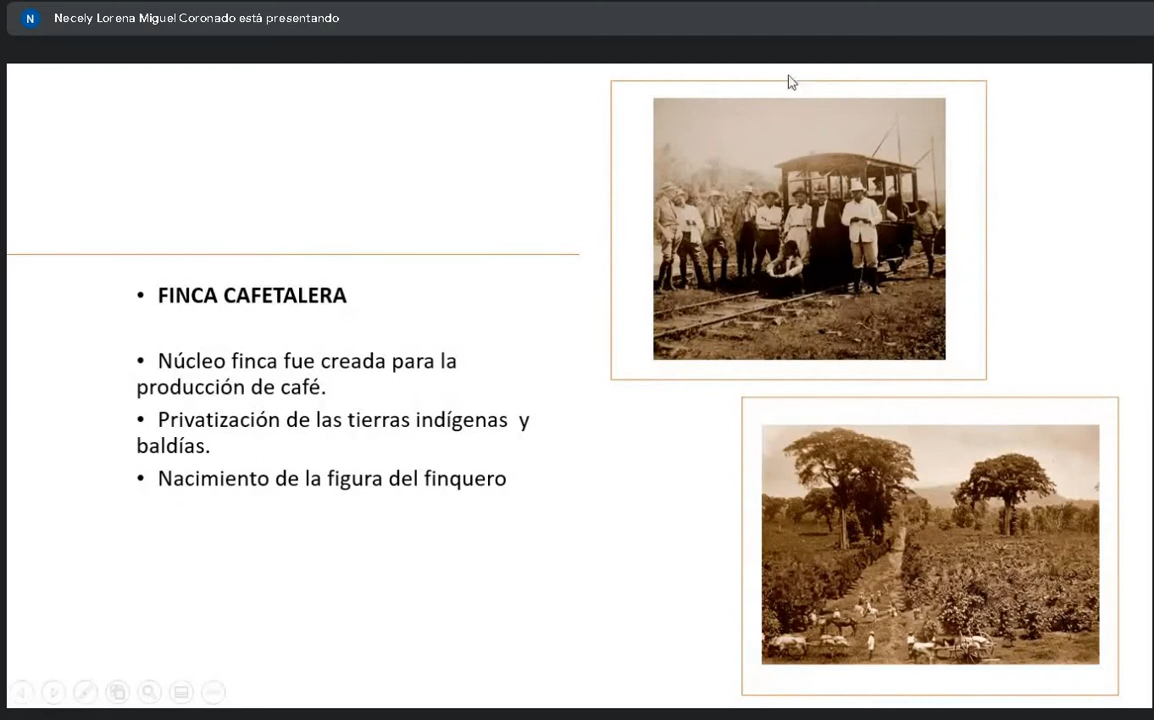 N Necely Lorena Miguel Coronado está presentando
• FINCA CAFETALERA
• Núcleo finca fue creada para la
producción de café.
• Privatización de las tierras indígenas y
baldías.
• Nacimiento de la figura del finquero